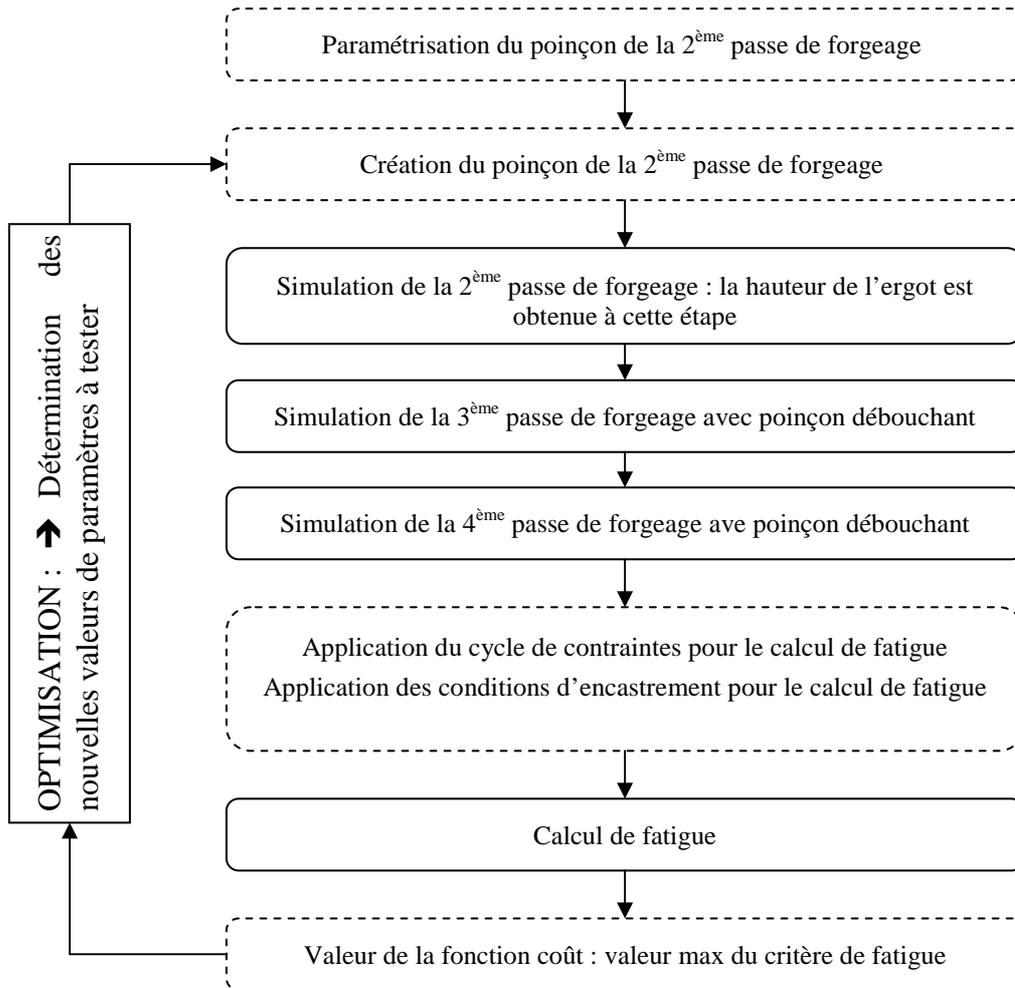 Paramétrisation du poinçon de la 2ème passe de forgeage
Création du poinçon de la 2ème passe de forgeage
Simulation de la 2ème passe de forgeage : la hauteur de l’ergot est
obtenue à cette étape
Simulation de la 3ème passe de forgeage avec poinçon débouchant
Simulation de la 4ème passe de forgeage ave poinçon débouchant
Application du cycle de contraintes pour le calcul de fatigue
Application des conditions d’encastrement pour le calcul de fatigue
Calcul de fatigue
Valeur de la fonction coût : valeur max du critère de fatigue
OPTIMISATION : ➔ Détermination des
nouvelles valeurs de paramètres à tester